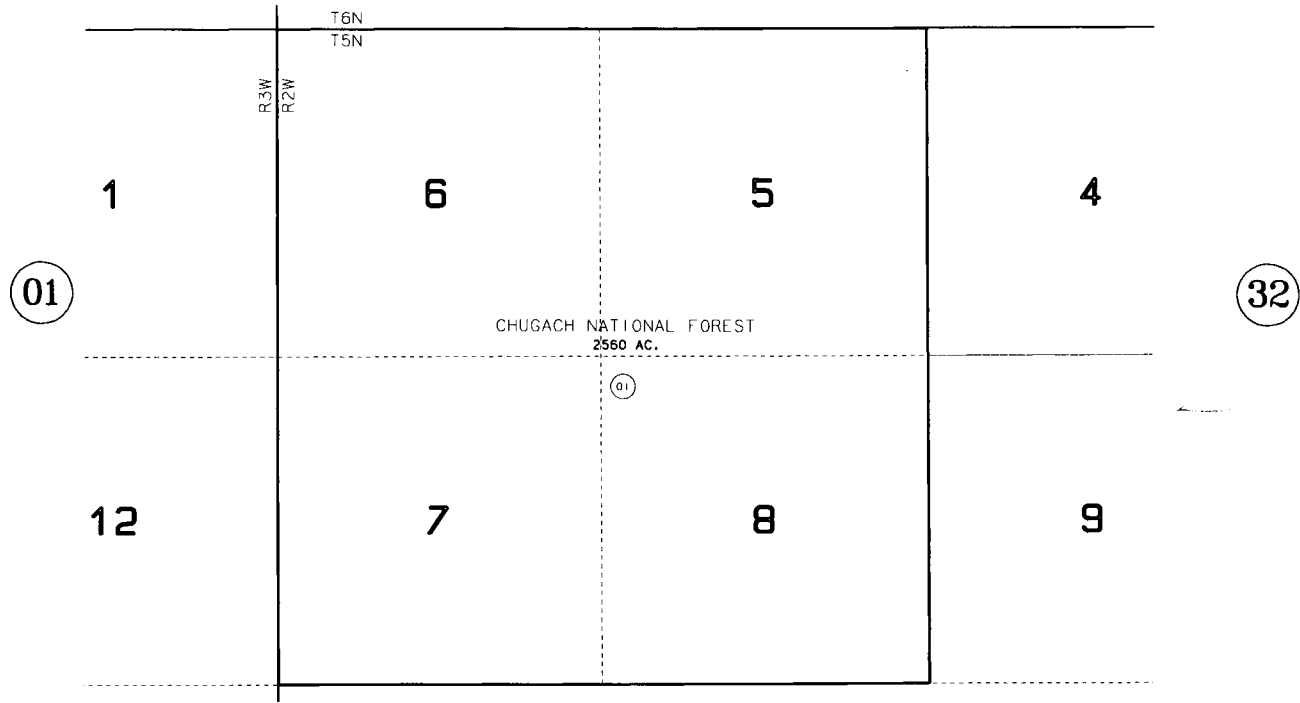 T6N
T5N
R3W
R2W
1
6
5
4
01
32
CHUGACH NATIONAL FOREST
2560 AC.
01
12
7
8
9